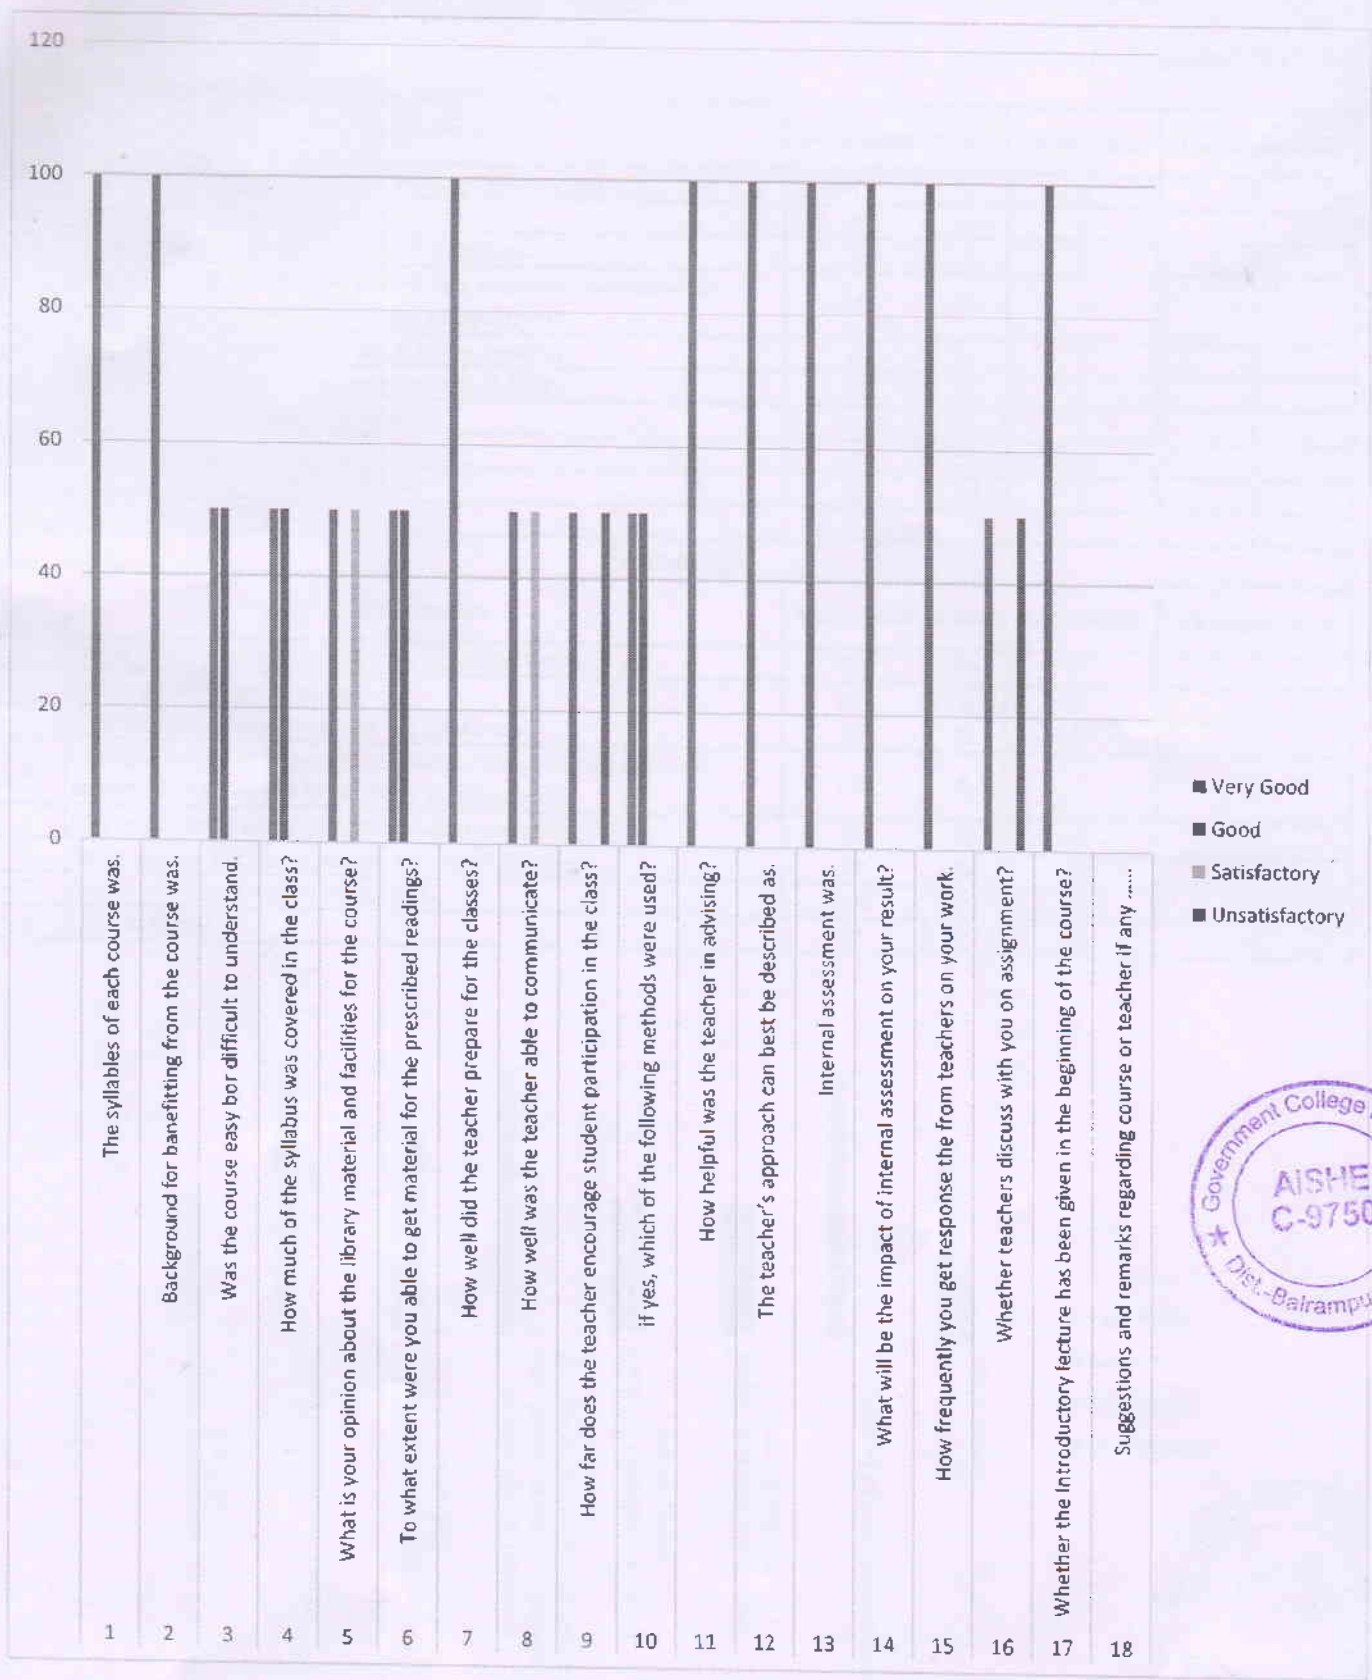 120
100
80
60
40
20
0
Very Good
Good
Satisfactory
Unsatisfactory
The syllables of each course was.
Background for banefitting from the course was.
Was the course easy bor difficult to understand.
How much of the syllabus was covered in the class?
What is your opinion about the library material and facilities for the course?
To what extent were you able to get material for the prescribed readings?
How well did the teacher prepare for the classes?
How well was the teacher able to communicate?
How far does the teacher encourage student participation in the class?
if yes, which of the following methods were used?
How helpful was the teacher in advising?
The teacher's approach can best be described as.
Internal assessment was.
What will be the impact of internal assessment on your result?
How frequently you get response the from teachers on your work.
Whether teachers discuss with you on assignment?
Whether the Introductory fecture has been given in the beginning of the course?
Suggestions and remarks regarding course or teacher if any ......
1 2 3 4 5 6 7 8 9 10 11 12 13 14 15 16 17 18
Government College
AISHE
C-9750
Dist.-Balrampu